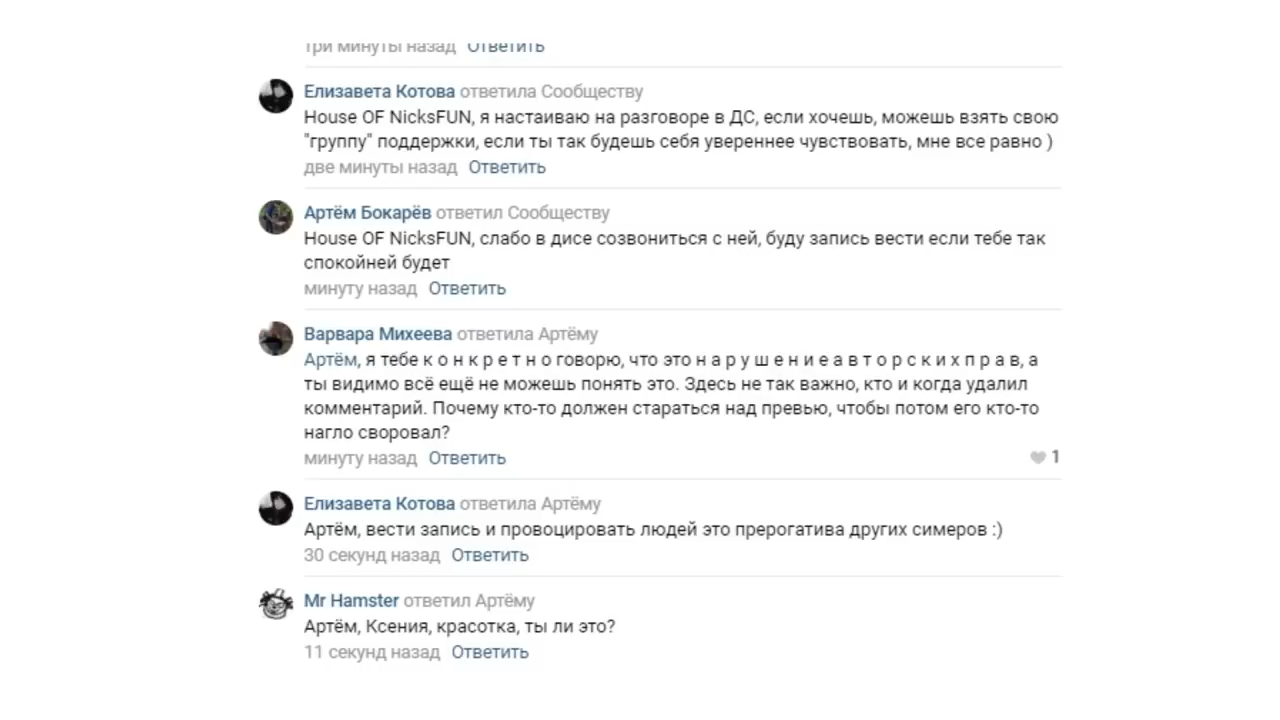 три минуты назад Ответить
Елизавета Котова ответила Сообществу
House OF NicksFUN, я настаиваю на разговоре в ДС, если хочешь, можешь взять свою
"группу" поддержки, если ты так будешь себя увереннее чувствовать, мне все равно )
две минуты назад Ответить
Артём Бокарёв ответил Сообществу
House OF NicksFUN, слабо в дисе созвониться с ней, буду запись вести если тебе так
спокойней будет
минуту назад Ответить
Варвара Михеева ответила Артёму
Артём, я тебе к о н к р е т н о говорю, что это н а р у ш е н и е а в т о р с к и х п р а в, а
ты видимо всё ещё не можешь понять это. Здесь не так важно, кто и когда удалил
комментарий. Почему кто-то должен стараться над превью, чтобы потом его кто-то
нагло своровал?
минуту назад Ответить 1
Елизавета Котова ответила Артёму
Артём, вести запись и провоцировать людей это прерогатива других симеров :)
30 секунд назад Ответить
Mr Hamster ответил Артёму
Артём, Ксения, красотка, ты ли это?
11 секунд назад Ответить